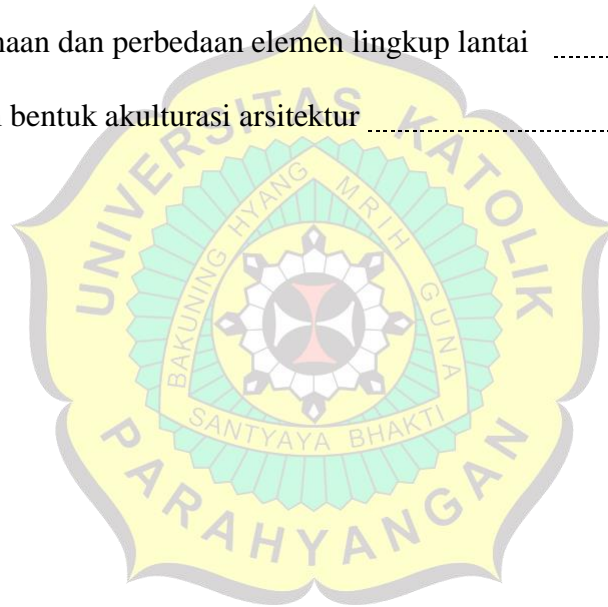 naan dan perbedaan elemen lingkup lantai
bentuk akulturasi arsitektur
UNIVERSITAS KATOLIK
BAKUNING HYANG MRIH GUNA
SANTYAYA BHAKTI
PARAHYANGAN